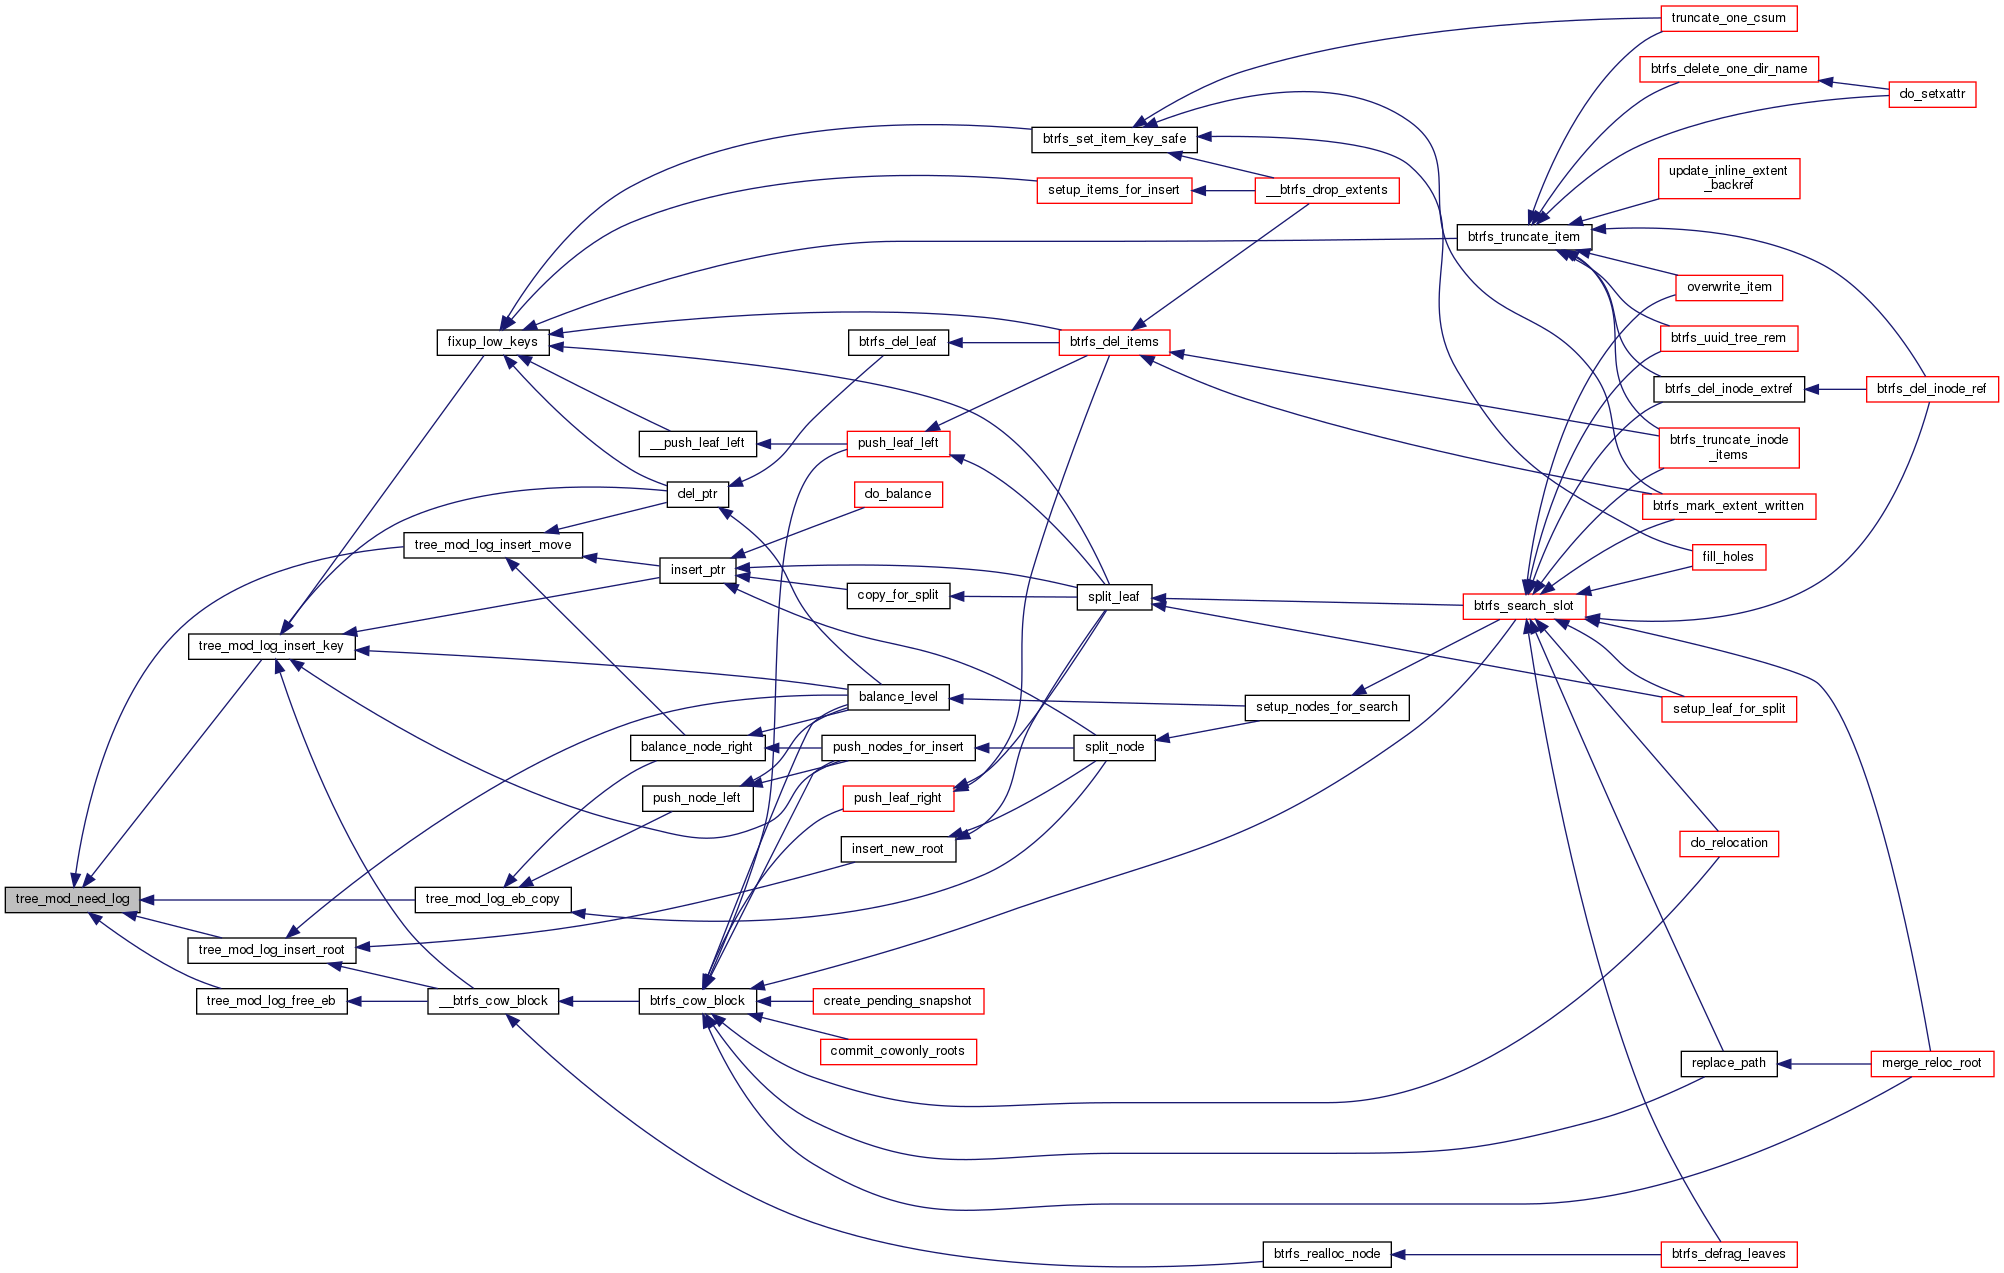 truncate_one_csum
btrfs_delete_one_dir_name
do_setxattr
btrfs_set_item_key_safe
update_inline_extent
_backref
setup_items_for_insert
__btrfs_drop_extents
btrfs_truncate_item
overwrite_item
fixup_low_keys
btrfs_del_leaf
btrfs_del_items
btrfs_uuid_tree_rem
btrfs_del_inode_extref
btrfs_del_inode_ref
__push_leaf_left
push_leaf_left
btrfs_truncate_inode
_items
del_ptr
do_balance
btrfs_mark_extent_written
tree_mod_log_insert_move
fill_holes
insert_ptr
copy_for_split
split_leaf
btrfs_search_slot
tree_mod_log_insert_key
balance_level
setup_nodes_for_search
setup_leaf_for_split
balance_node_right
push_nodes_for_insert
split_node
push_node_left
push_leaf_right
do_relocation
insert_new_root
tree_mod_need_log
tree_mod_log_eb_copy
tree_mod_log_insert_root
tree_mod_log_free_eb
__btrfs_cow_block
btrfs_cow_block
create_pending_snapshot
commit_cowonly_roots
replace_path
merge_reloc_root
btrfs_realloc_node
btrfs_defrag_leaves